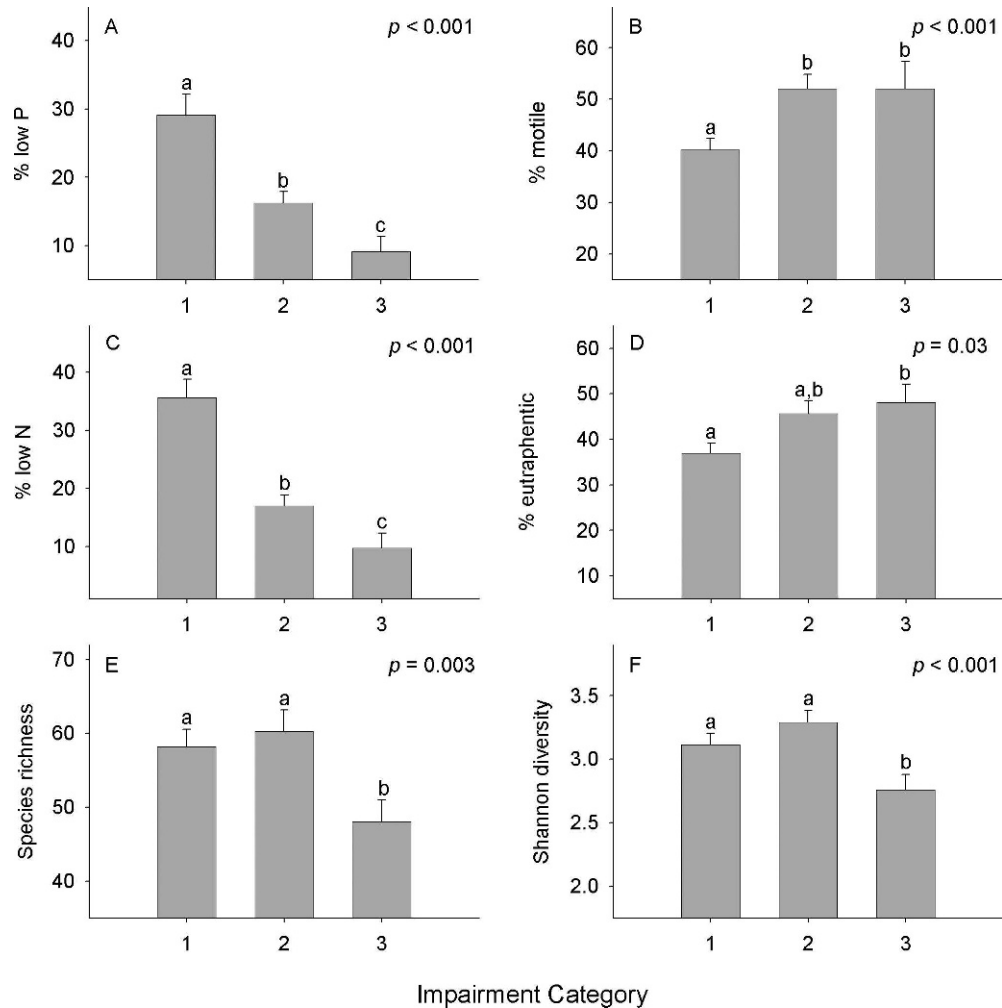 A
p < 0.001
% low P
40
30
20
10
a
b
c
1 2 3
B
p < 0.001
% motile
60
50
40
30
20
a
b
b
1 2 3
C
p < 0.001
% low N
40
30
20
10
a
b
c
1 2 3
D
p = 0.03
% eutraphentic
60
50
40
30
20
10
a
a,b
b
1 2 3
E
p = 0.003
Species richness
70
60
50
40
a
a
b
1 2 3
F
p < 0.001
Shannon diversity
3.5
3.0
2.5
2.0
a
a
b
1 2 3
Impairment Category